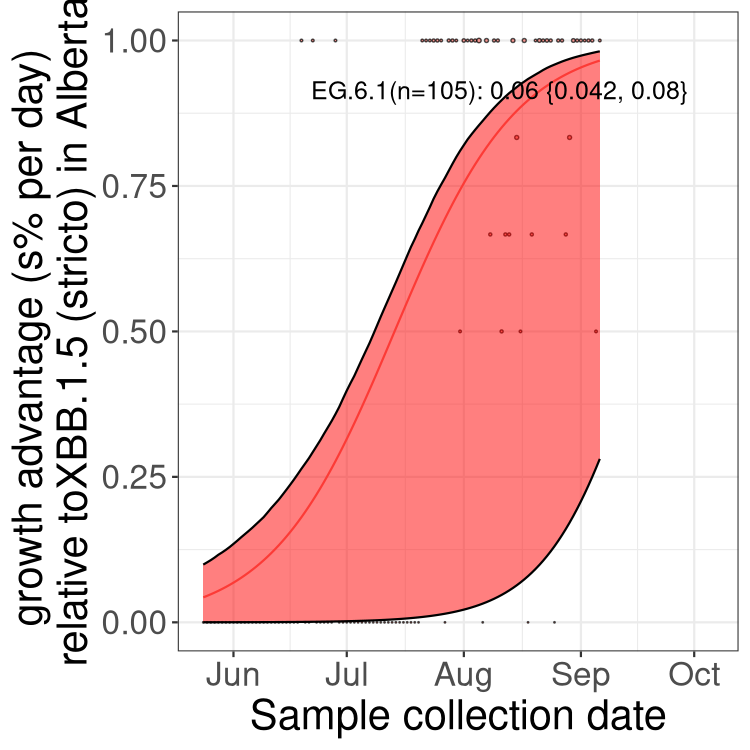 growth advantage (s% per day)
relative toXBB.1.5 (stricto) in Alberta
1.00
0.75
0.50
0.25
0.00
EG.6.1(n=105): 0.06 {0.042, 0.08}
Jun Jul Aug Sep Oct
Sample collection date